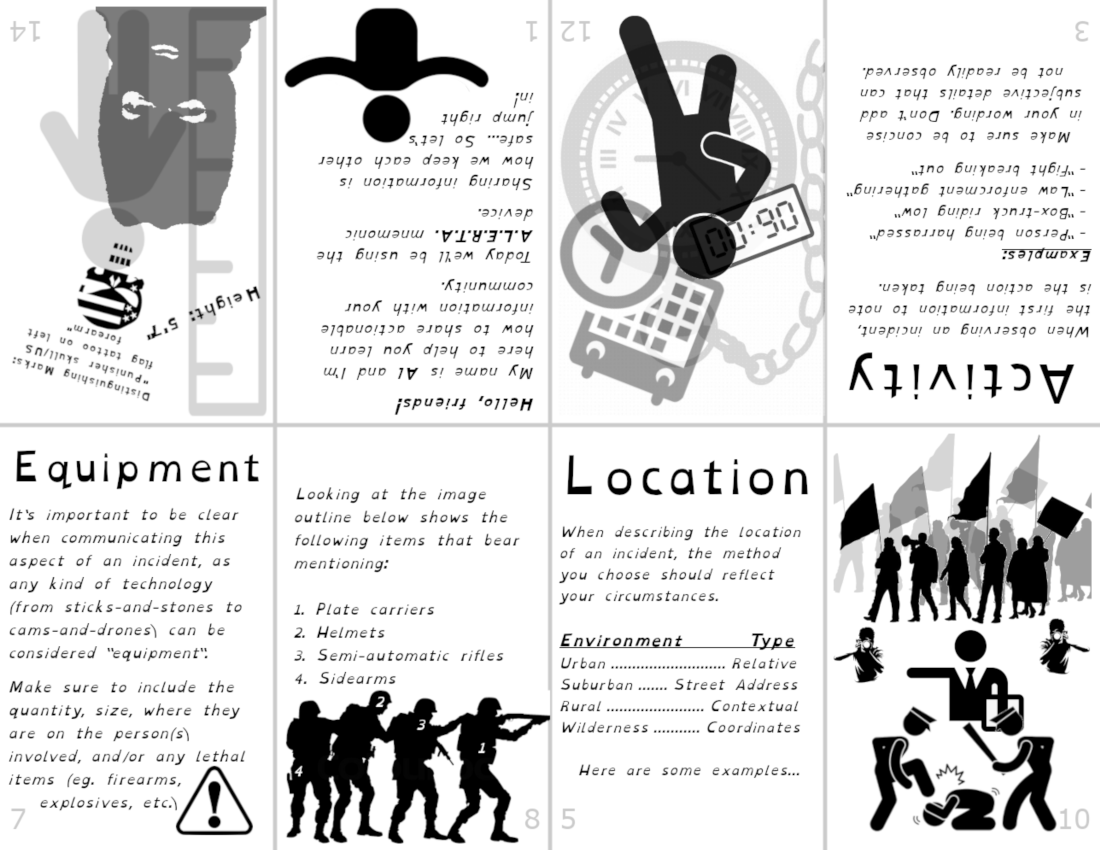 14
Distinguishing Marks:
"Punisher skull/US
flag tattoo on left
forearm"
Height: 5'7"
Hello, friends!
My name is Al and I'm
here to help you learn
how to share actionable
information with your
community.
Today we'll be using the
A.L.E.R.T.A. mnemonic
device.
Sharing information is
how we keep each other
safe... So let's
jump right
in!
1
06:00
12
Activity
When observing an incident,
the first information to note
is the action being taken.
Examples:
- "Person being harrassed"
- "Box-truck riding low"
- "Law enforcment gathering"
- "Fight breaking out"
Make sure to be concise
in your wording. Don't add
subjective details that can
not be readily observed.
3
Equipment
It's important to be clear
when communicating this
aspect of an incident, as
any kind of technology
(from sticks-and-stones to
cams-and-drones) can be
considered "equipment".
Make sure to include the
quantity, size, where they
are on the person(s)
involved, and/or any lethal
items (eg. firearms,
explosives, etc.)
!
7
Looking at the image
outline below shows the
following items that bear
mentioning:
1. Plate carriers
2. Helmets
3. Semi-automatic rifles
4. Sidearms
2
3
1
4
8
Location
When describing the location
of an incident, the method
you choose should reflect
your circumstances.
Environment Type
Urban ........................... Relative
Suburban ....... Street Address
Rural ....................... Contextual
Wilderness ........... Coordinates
Here are some examples...
5
10